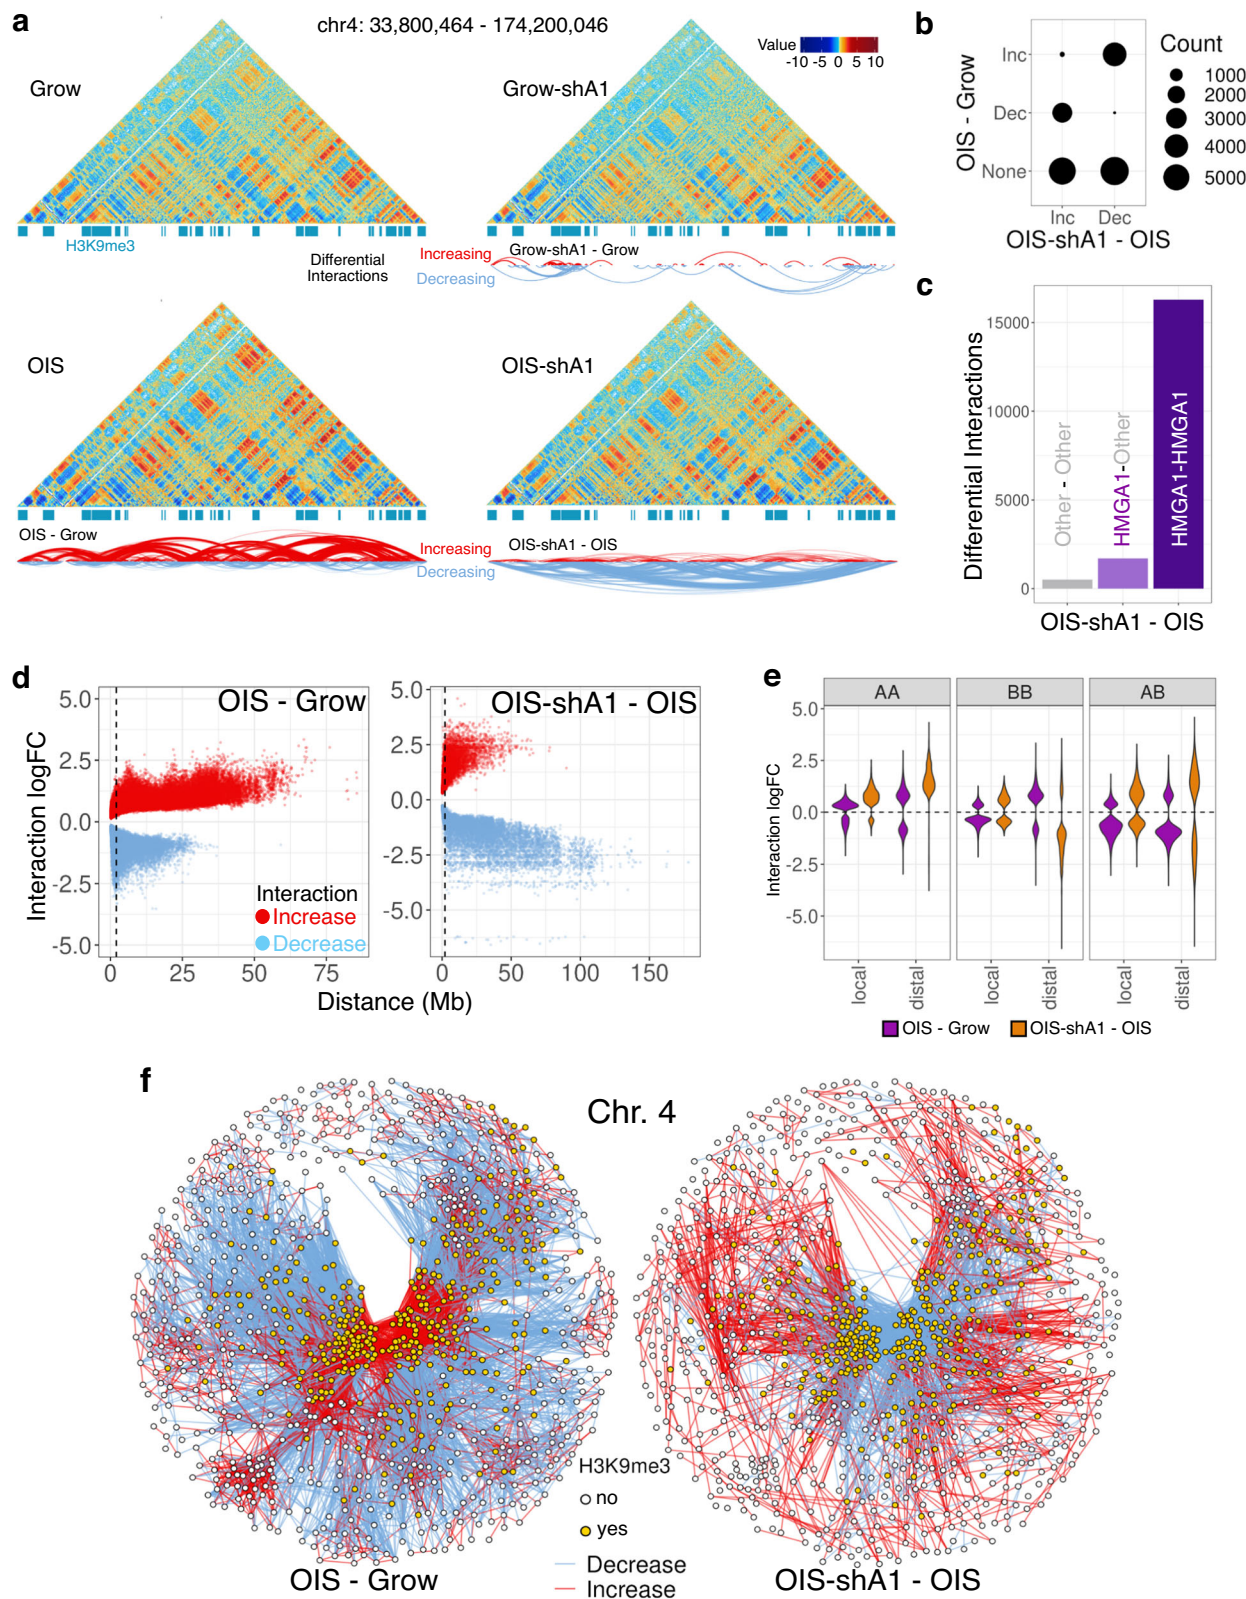 a
chr4: 33,800,464 - 174,200,046
Value
-10 -5 0 5 10
Grow
Grow-shA1
H3K9me3
Differential
Interactions
Increasing
Decreasing
Grow-shA1 - Grow
OIS
OIS-shA1
OIS - Grow
Increasing
Decreasing
OIS-shA1 - OIS
b
OIS - Grow
Inc
Dec
None
Inc Dec
OIS-shA1 - OIS
Count
1000
2000
3000
4000
5000
c
Differential Interactions
15000
10000
5000
0
Other - Other
HMGA1-Other
HMGA1-HMGA1
OIS-shA1 - OIS
d
Interaction logFC
OIS - Grow
5.0
2.5
0.0
-2.5
-5.0
Interaction
Increase
Decrease
0 25 50 75
OIS-shA1 - OIS
5.0
2.5
0.0
-2.5
-5.0
0 50 100 150
Distance (Mb)
e
Interaction logFC
AA BB AB
5.0
2.5
0.0
-2.5
-5.0
local distal local distal local distal
OIS - Grow OIS-shA1 - OIS
f
Chr. 4
H3K9me3
no
yes
Decrease
Increase
OIS - Grow
OIS-shA1 - OIS